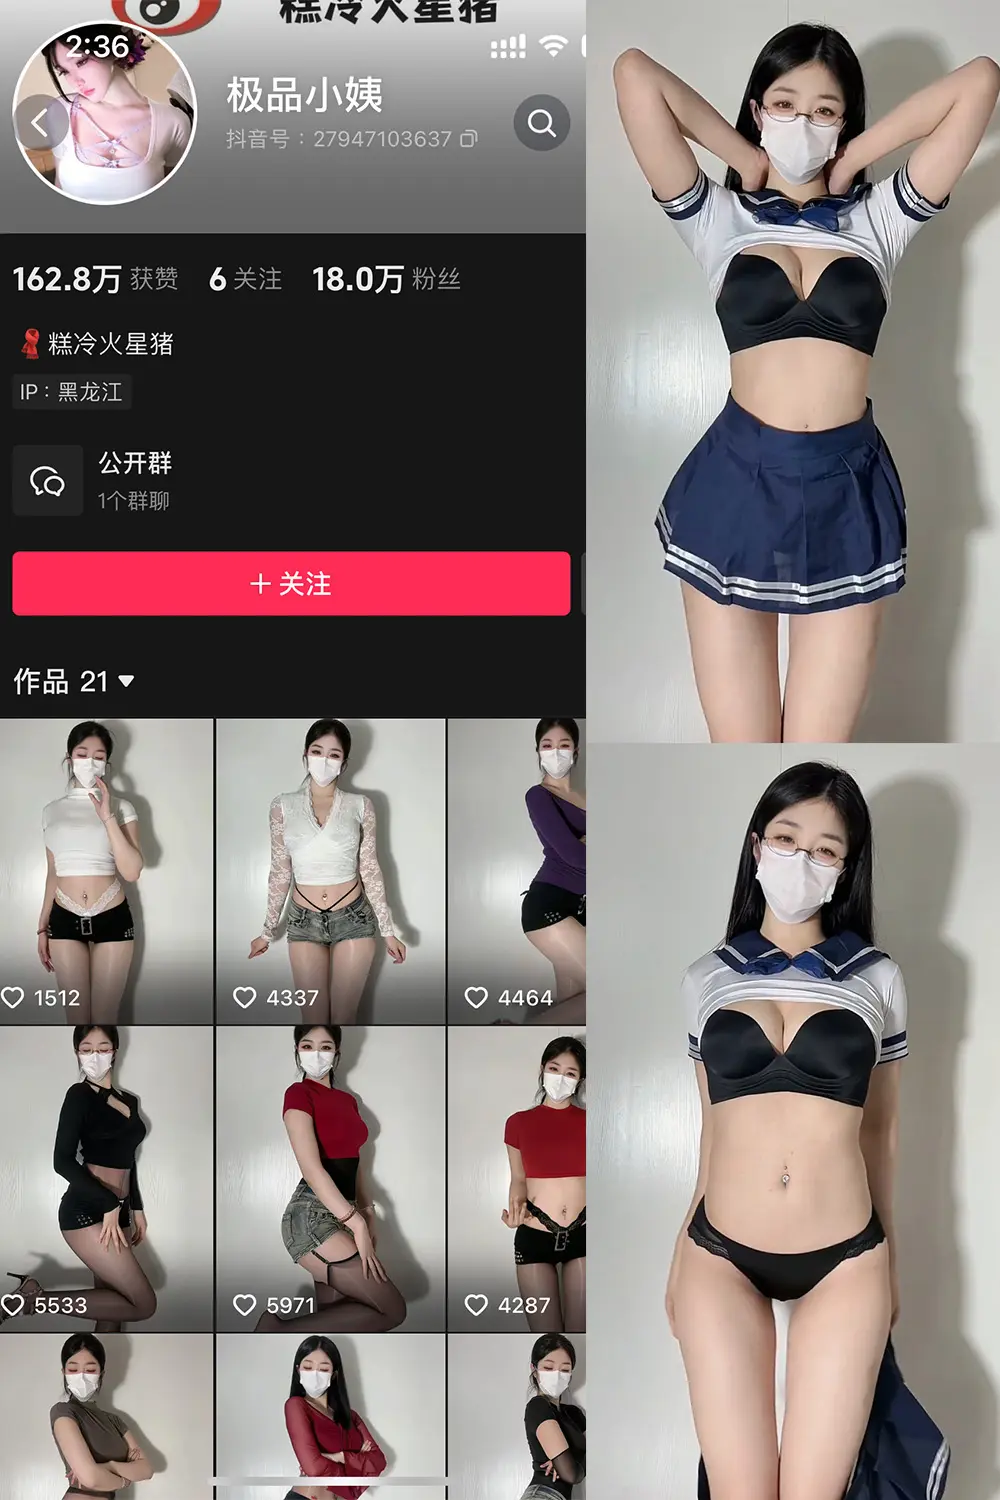 糕冷火星猪
2:36
极品小姨
抖音号：27947103637
162.8万 获赞 6 关注 18.0万 粉丝
🧣糕冷火星猪
IP：黑龙江
公开群
1个群聊
＋关注
作品 21
1512 4337 4464
5533 5971 4287